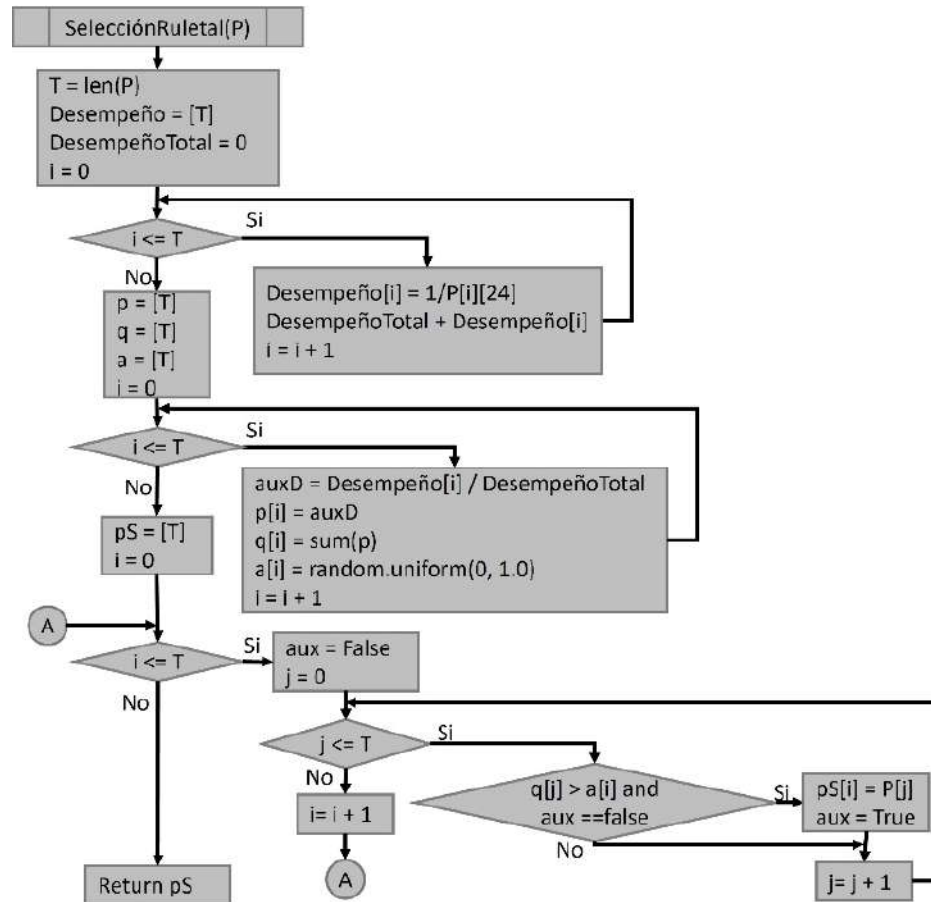 SelecciónRuletal(P)
T = len(P)
Desempeño = [T]
DesempeñoTotal = 0
i = 0
Si
i <= T
No
Desempeño[i] = 1/P[i][24]
DesempeñoTotal + Desempeño[i]
i = i + 1
p = [T]
q = [T]
a = [T]
i = 0
Si
i <= T
No
auxD = Desempeño[i] / DesempeñoTotal
p[i] = auxD
q[i] = sum(p)
a[i] = random.uniform(0, 1.0)
i = i + 1
pS = [T]
i = 0
A
i <= T
Si
No
aux = False
j = 0
j <= T
Si
No
q[j] > a[i] and
aux ==false
Si
No
pS[i] = P[j]
aux = True
i= i + 1
j= j + 1
A
Return pS